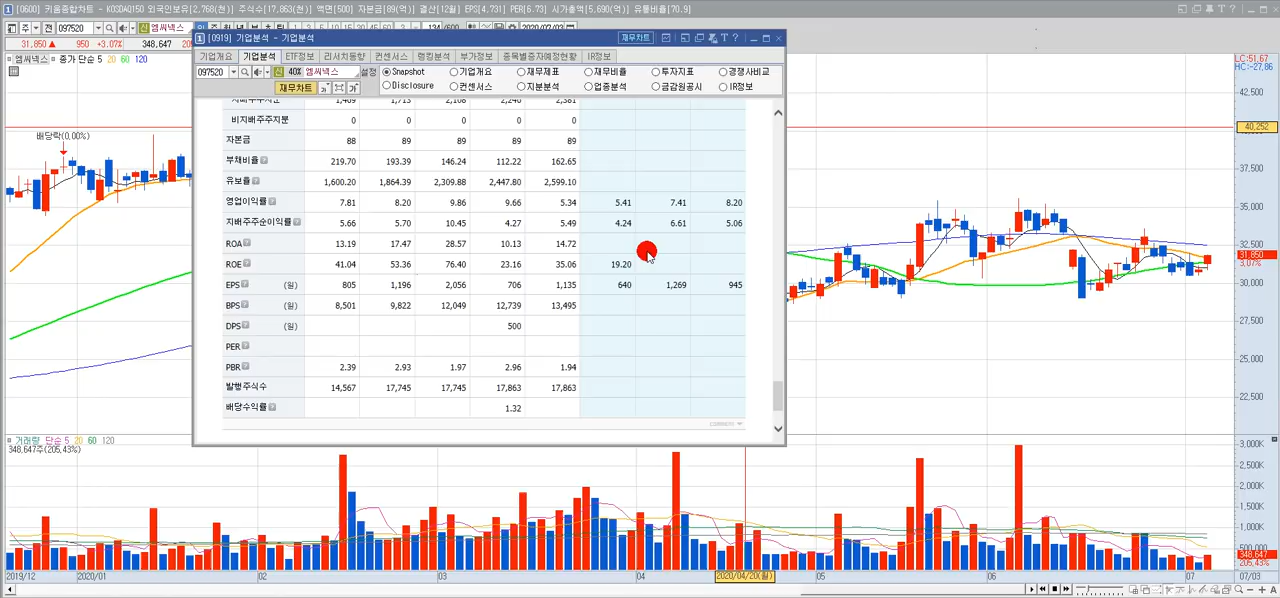 [0600] 키움종합차트 - KOSDAQ150 외국인보유[2,768(천)] 주식수[17,863(천)] 액면[500] 자본금[89(억)] 결산[12월] EPS[4,731] PER[6.73] 시가총액[5,690(억)] 유통비율[70.9]
전 097520 신 엠씨넥스
31,850 ▲ 950 +3.07% 348,647
엠씨넥스 종가 단순 5 20 60 120
[0919] 기업분석 - 기업분석 재무차트
기업개요 기업분석 ETF정보 리서치동향 컨센서스 랭킹분석 부가정보 종목별증자예정현황 IR정보
097520 신 40% 엠씨넥스 설정 Snapshot 기업개요 재무제표 재무비율 투자지표 경쟁사비교
재무차트 Disclosure 컨센서스 지분분석 업종분석 금감원공시 IR정보
비지배주주지분 0 0 0 0 0
자본금 88 89 89 89 89
부채비율 219.70 193.39 146.24 112.22 162.65
유보율 1,600.20 1,864.39 2,309.88 2,447.80 2,599.10
영업이익률 7.81 8.20 9.86 9.66 5.34 5.41 7.41 8.20
지배주주순이익률 5.66 5.70 10.45 4.27 5.49 4.24 6.61 5.06
ROA 13.19 17.47 28.57 10.13 14.72
ROE 41.04 53.36 76.40 23.16 35.06 19.20
EPS (원) 805 1,198 2,056 706 1,135 640 1,269 945
BPS (원) 8,501 9,822 12,049 12,739 13,495
DPS (원) 500
PER
PBR 2.39 2.93 1.97 2.96 1.94
발행주식수 14,567 17,745 17,745 17,863 17,863
배당수익률 1.32
배당락(0,00%)
LC:51,67
HC:-27,86
42,500
40,252
37,500
35,000
32,500
31,850
3.07%
30,000
27,500
25,000
22,500
거래량 단순 5 20 60 120
348,647주(205,43%)
3,000K
2,500K
2,000K
1,500K
1,000K
500,000
348,647
205,43%
2019/12 2020/01 02 03 04 2020/04/20(월) 05 06 07 07/03